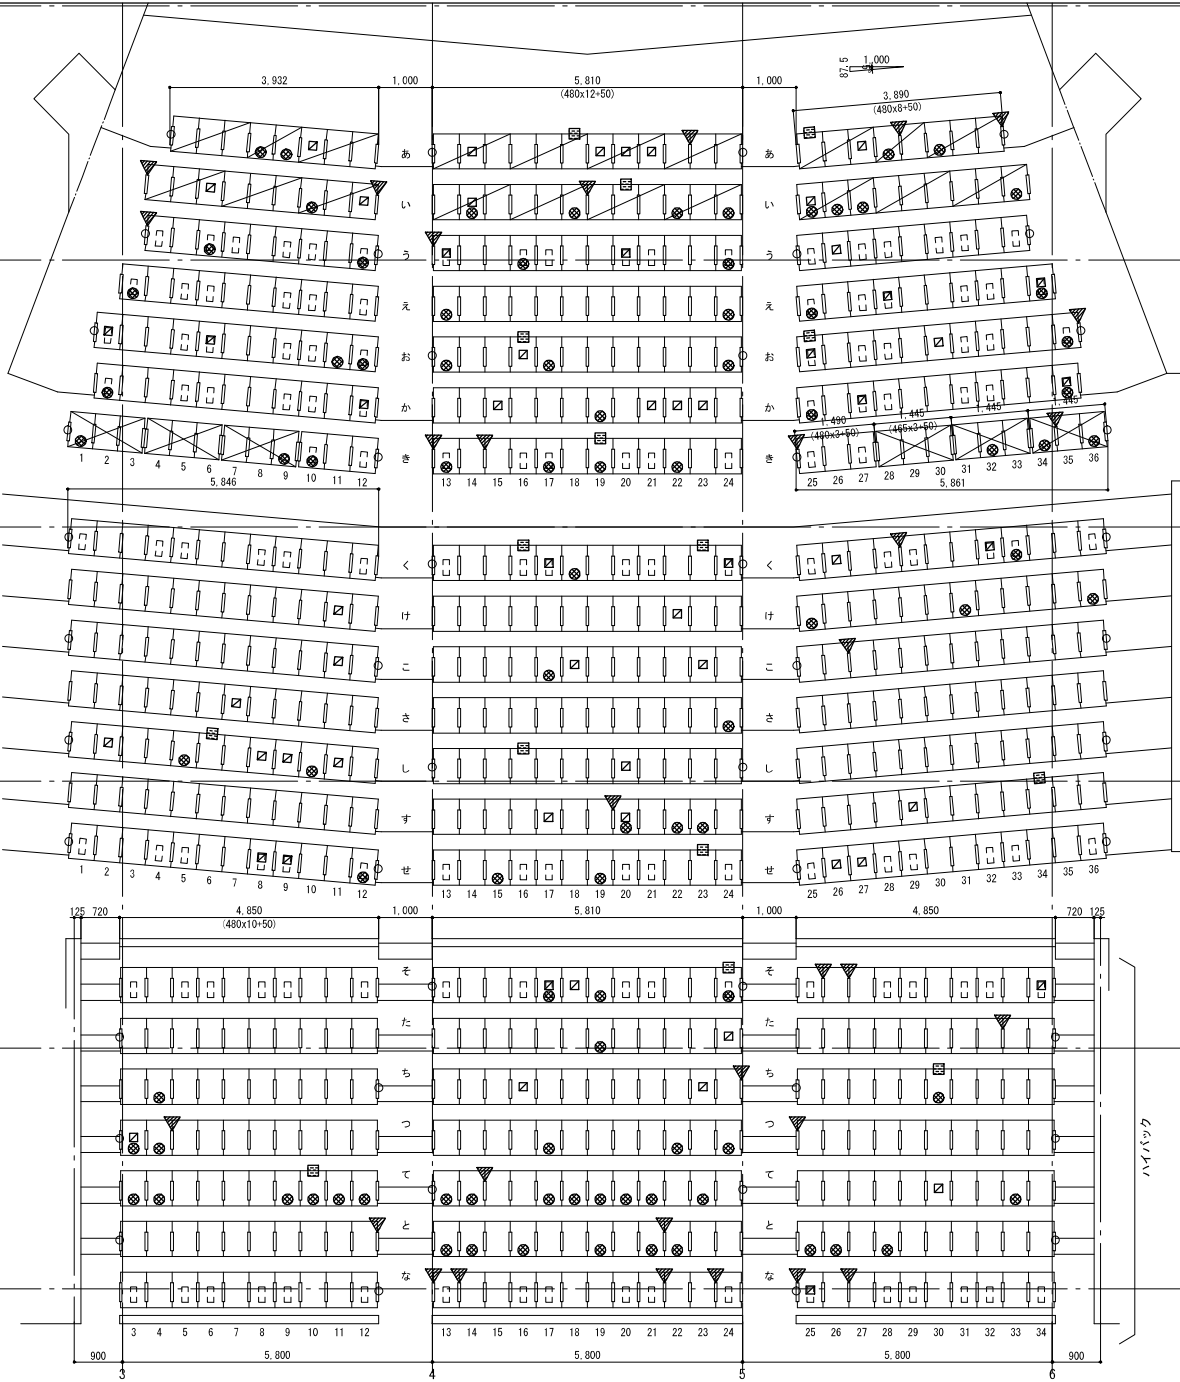 3,932 1,000 5,810 1,000 87.5 1,000
(480x12+50) 3,890
(480x8+50)
あ あ
い い
う う
え え
お お
か か
1,445
1,445
1,445
1,490
(480x3+50) (465x3+50)
き き
1 2 3 4 5 6 7 8 9 10 11 12 13 14 15 16 17 18 19 20 21 22 23 24 25 26 27 28 29 30 31 32 33 34 35 36
5,846 5,861
く く
け け
こ こ
さ さ
し し
す す
せ せ
1 2 3 4 5 6 7 8 9 10 11 12 13 14 15 16 17 18 19 20 21 22 23 24 25 26 27 28 29 30 31 32 33 34 35 36
125 720 4,850 1,000 5,810 1,000 4,850 720 125
(480x10+50)
そ そ
た た
ち ち
つ つ
ハイバック
て て
と と
な な
3 4 5 6 7 8 9 10 11 12 13 14 15 16 17 18 19 20 21 22 23 24 25 26 27 28 29 30 31 32 33 34
900 5,800 5,800 5,800 900
3 4 5 6